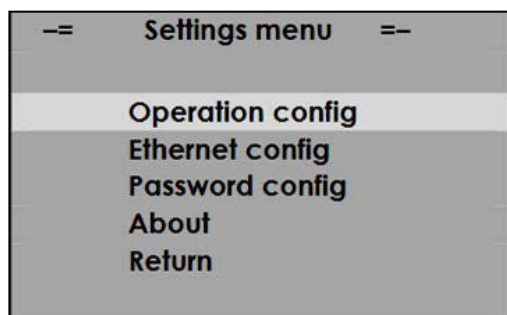 –= Settings menu =–
Operation config
Ethernet config
Password config
About
Return